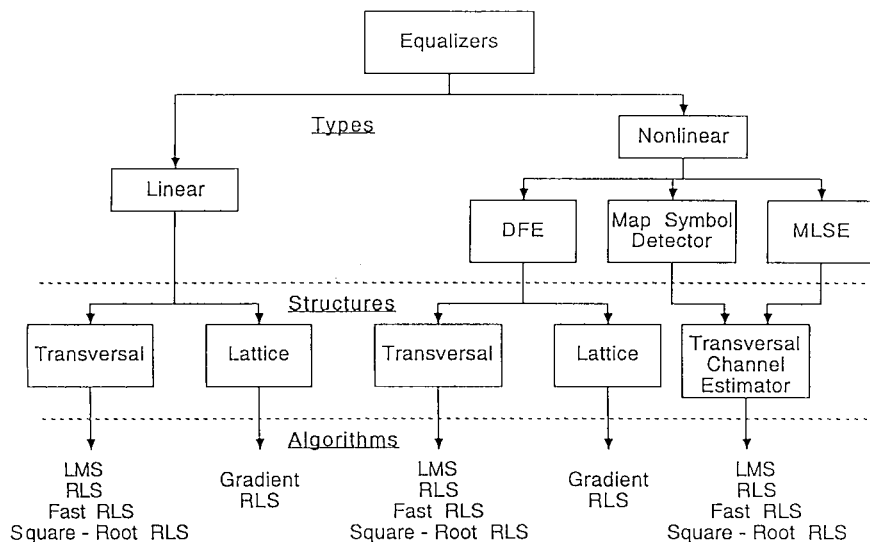 Equalizers
Types
Nonlinear
Linear
DFE
Map Symbol
Detector
MLSE
Structures
Transversal
Lattice
Transversal
Lattice
Transversal
Channel
Estimator
Algorithms
LMS
RLS
Fast RLS
Square - Root RLS
Gradient
RLS
LMS
RLS
Fast RLS
Square - Root RLS
Gradient
RLS
LMS
RLS
Fast RLS
Square - Root RLS